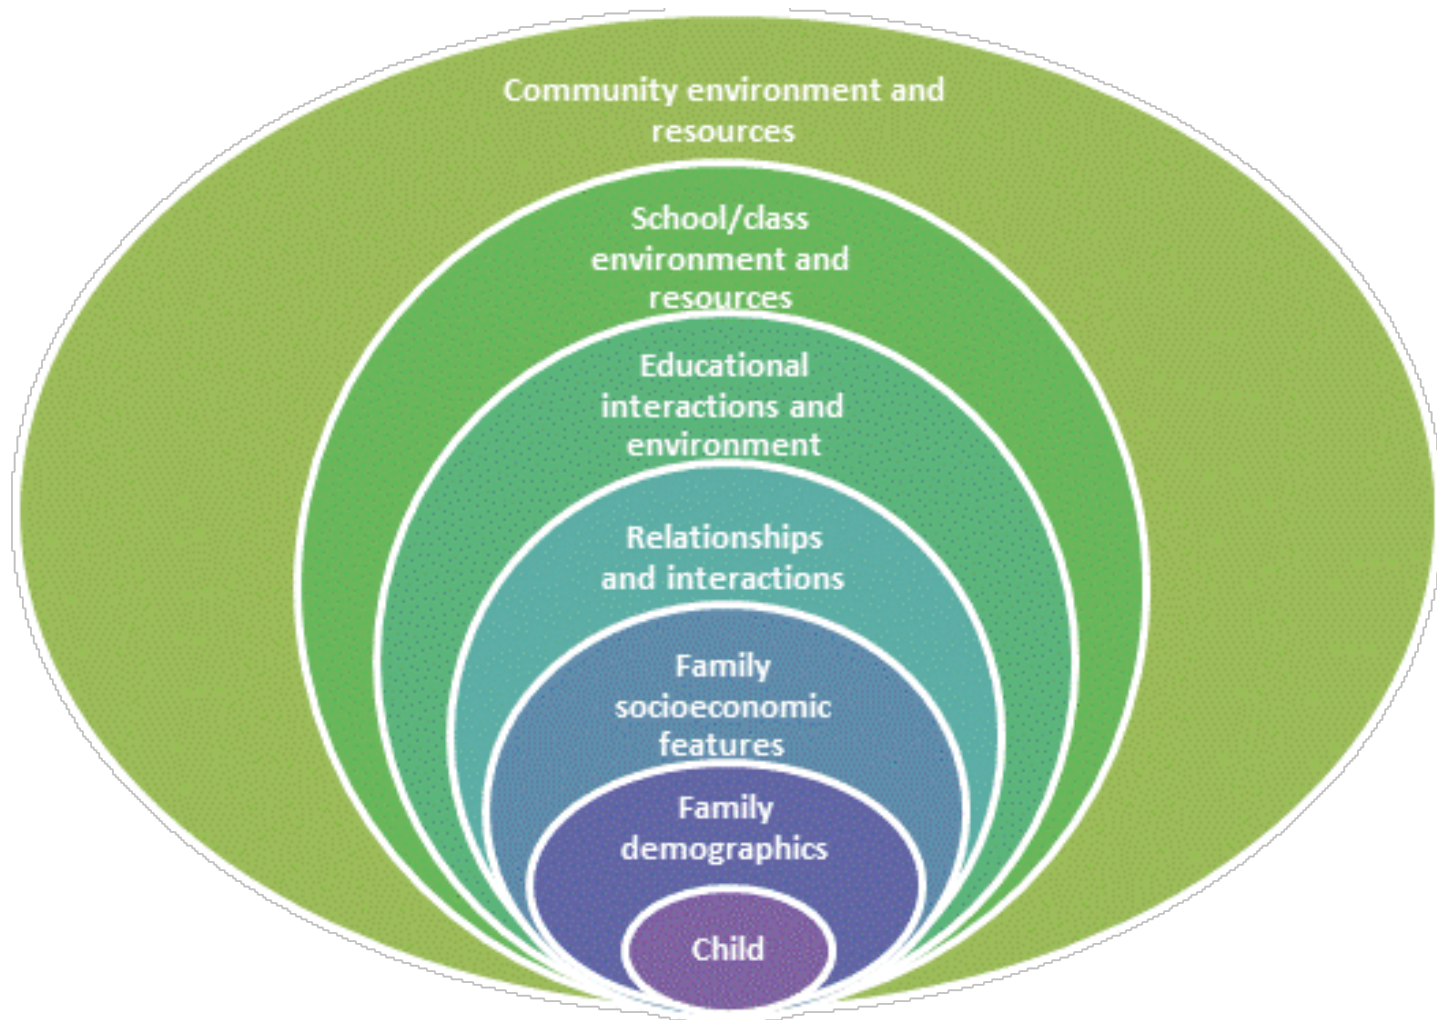 Community environment and
resources
School/class
environment and
resources
Educational
interactions and
environment
Relationships
and interactions
Family
socioeconomic
features
Family
demographics
Child